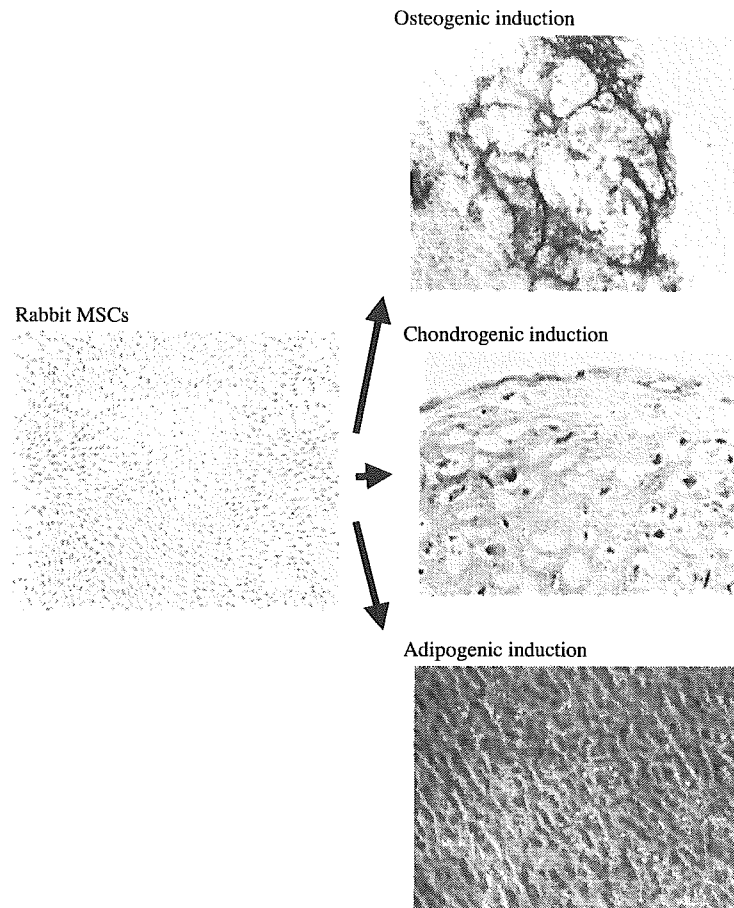 Osteogenic induction
Rabbit MSCs
Chondrogenic induction
Adipogenic induction